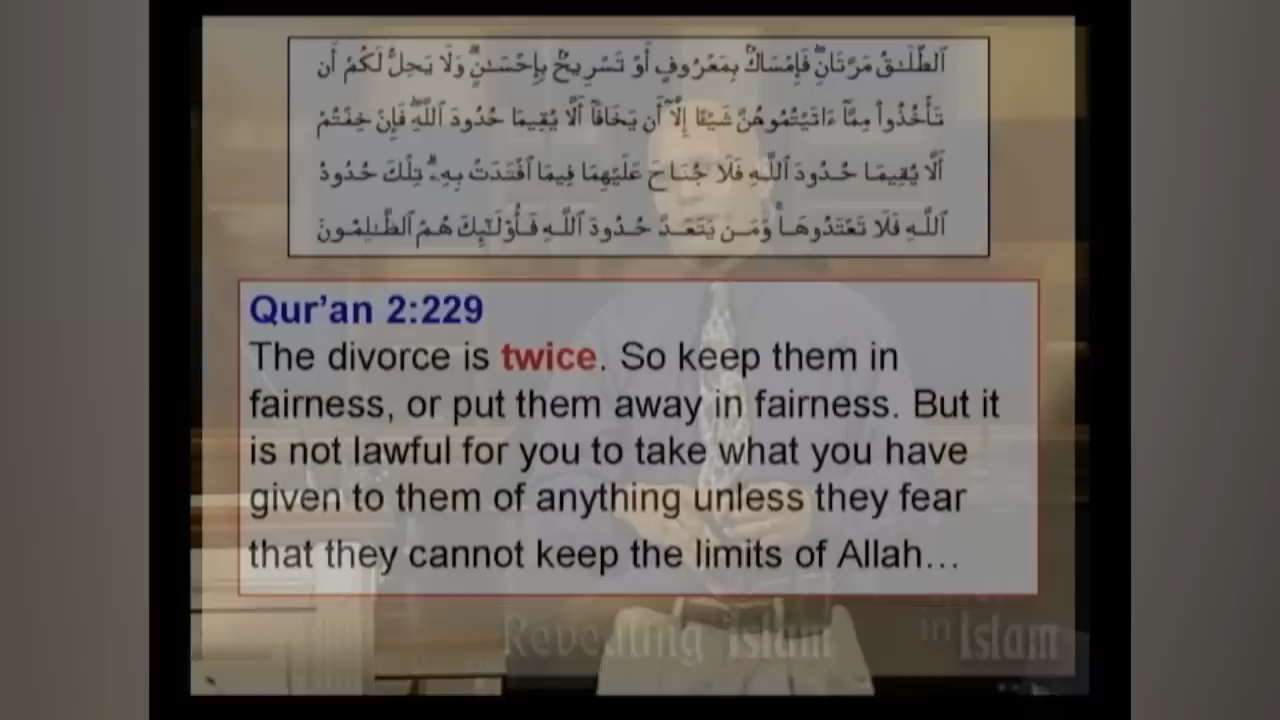 ٱلطَّلَـٰقُ مَرَّتَانِۖ فَإِمْسَاكُۢ بِمَعْرُوفٍ أَوْ تَسْرِيحُۢ بِإِحْسَـٰنٍۗ وَلَا يَحِلُّ لَكُمْ أَن
تَأْخُذُواْ مِمَّآ ءَاتَيْتُمُوهُنَّ شَيْـًٔا إِلَّآ أَن يَخَافَآ أَلَّا يُقِيمَا حُدُودَ ٱللَّهِۖ فَإِنْ خِفْتُمْ
أَلَّا يُقِيمَا حُدُودَ ٱللَّهِ فَلَا جُنَاحَ عَلَيْهِمَا فِيمَا ٱفْتَدَتْ بِهِۦۗ تِلْكَ حُدُودُ
ٱللَّهِ فَلَا تَعْتَدُوهَاۚ وَمَن يَتَعَدَّ حُدُودَ ٱللَّهِ فَأُوْلَـٰٓئِكَ هُمُ ٱلظَّـٰلِمُونَ
Qur’an 2:229
The divorce is twice. So keep them in
fairness, or put them away in fairness. But it
is not lawful for you to take what you have
given to them of anything unless they fear
that they cannot keep the limits of Allah…
Revealing islam
in Islam